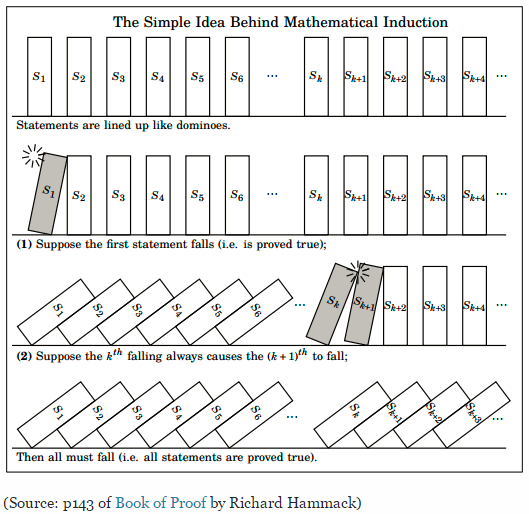 The Simple Idea Behind Mathematical Induction
S1 S2 S3 S4 S5 S6 ··· Sk Sk+1 Sk+2 Sk+3 Sk+4 ···
Statements are lined up like dominoes.
S1 S2 S3 S4 S5 S6 ··· Sk Sk+1 Sk+2 Sk+3 Sk+4 ···
(1) Suppose the first statement falls (i.e. is proved true);
S1 S2 S3 S4 S5 S6 ··· Sk Sk+1 Sk+2 Sk+3 Sk+4 ···
(2) Suppose the kth falling always causes the (k+1)th to fall;
S1 S2 S3 S4 S5 S6 ··· Sk Sk+1 Sk+2 Sk+3 ···
Then all must fall (i.e. all statements are proved true).
(Source: p143 of Book of Proof by Richard Hammack)